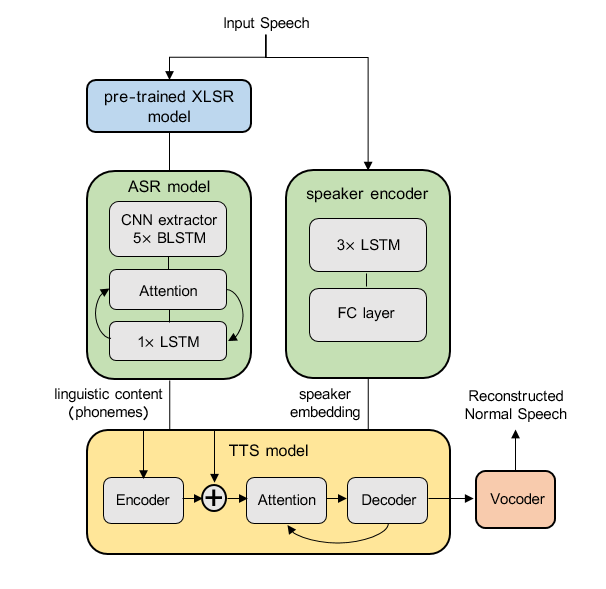 Input Speech
pre-trained XLSR
model
ASR model
CNN extractor
5× BLSTM
Attention
1× LSTM
speaker encoder
3× LSTM
FC layer
linguistic content
(phonemes)
speaker
embedding
Reconstructed
Normal Speech
TTS model
Encoder
+
Attention
Decoder
Vocoder